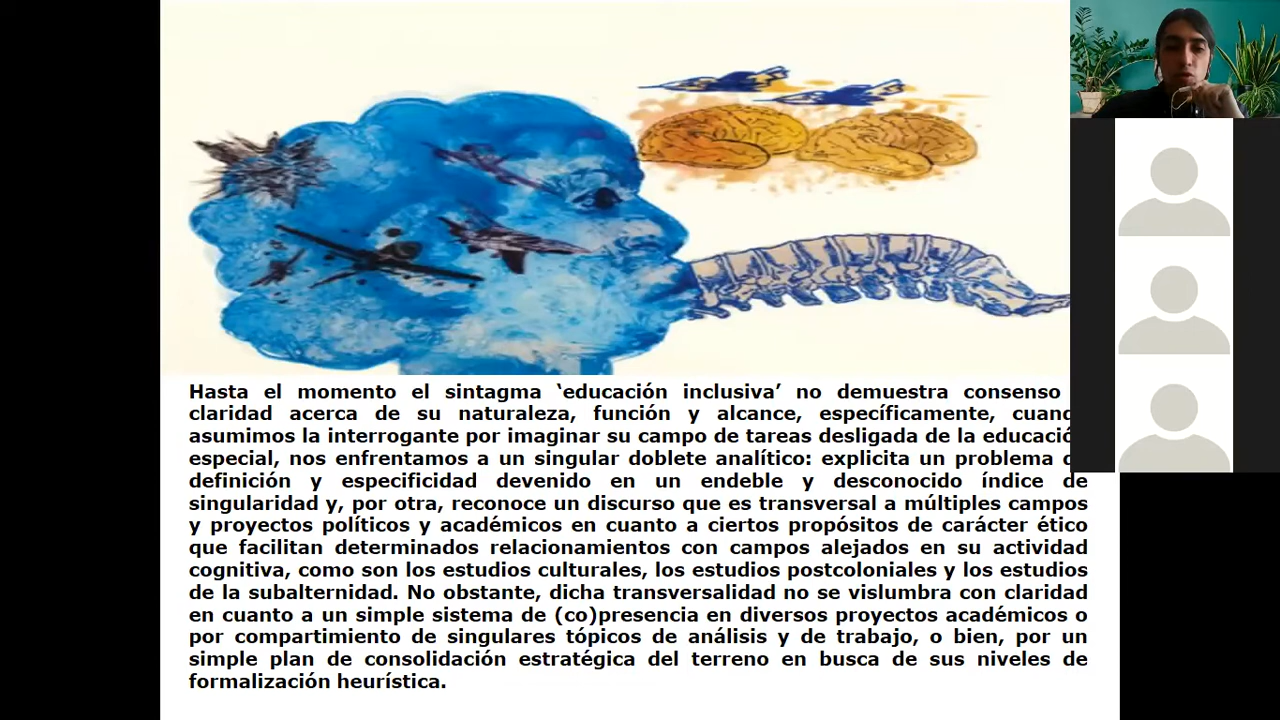 Hasta el momento el sintagma ‘educación inclusiva’ no demuestra consenso
claridad acerca de su naturaleza, función y alcance, específicamente,
asumimos la interrogante por imaginar su campo de tareas desligada de la
especial, nos enfrentamos a un singular doblete analítico: explicita un problema
definición y especificidad devenido en un endeble y desconocido índice de
singularidad y, por otra, reconoce un discurso que es transversal a múltiples campos
y proyectos políticos y académicos en cuanto a ciertos propósitos de carácter ético
que facilitan determinados relacionamientos con campos alejados en su actividad
cognitiva, como son los estudios culturales, los estudios postcoloniales y los estudios
de la subalternidad. No obstante, dicha transversalidad no se vislumbra con claridad
en cuanto a un simple sistema de (co)presencia en diversos proyectos académicos o
por compartimiento de singulares tópicos de análisis y de trabajo, o bien, por un
simple plan de consolidación estratégica del terreno en busca de sus niveles de
formalización heurística.